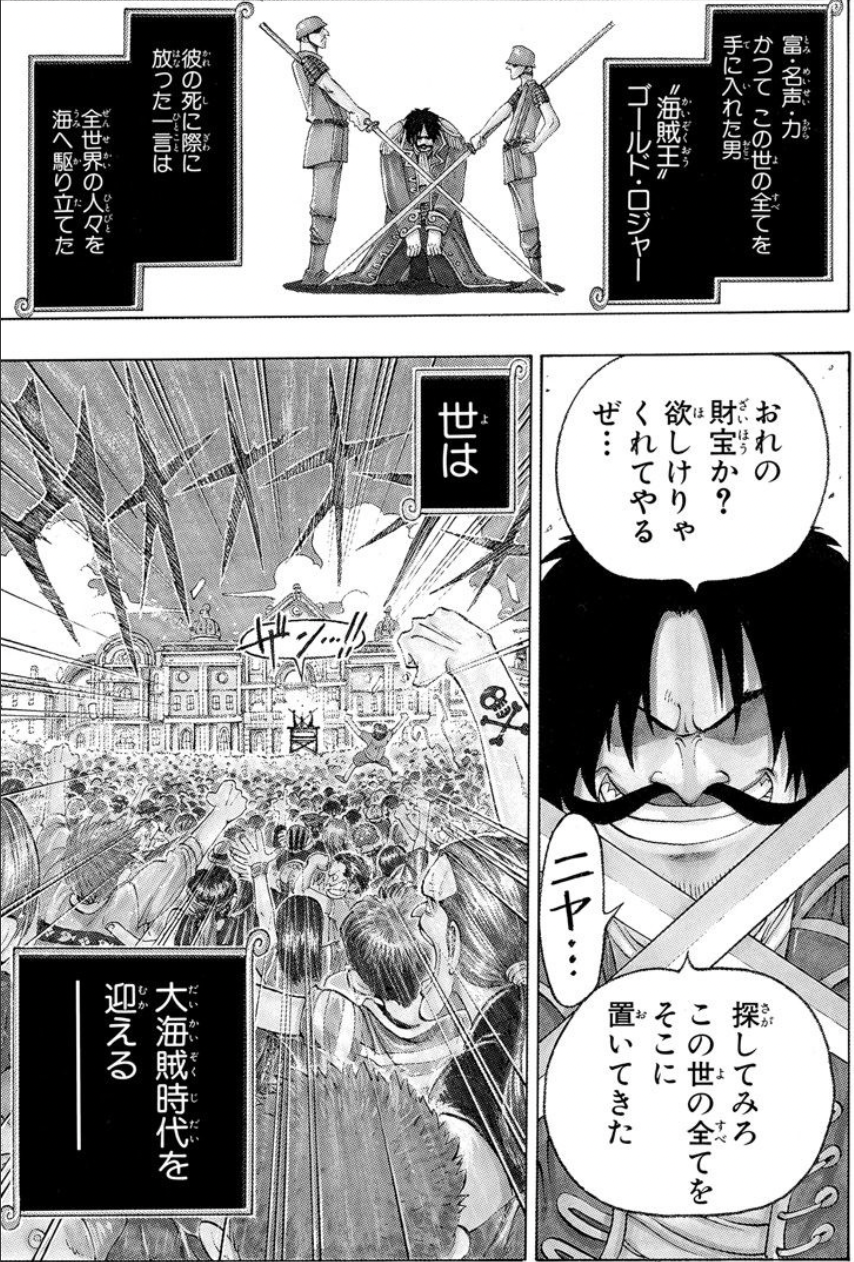 富・名声・力
かつて この世の全てを
手に入れた男
〝海賊王〟
ゴールド・ロジャー
彼の死に際に
放った一言は
全世界の人々を
海へ駆り立てた
おれの
財宝か?
欲しけりゃ
くれてやる
ぜ…
ニヤ…
探してみろ
この世の全てを
そこに
置いてきた
世は
ザン…!!
大海賊時代を
迎える